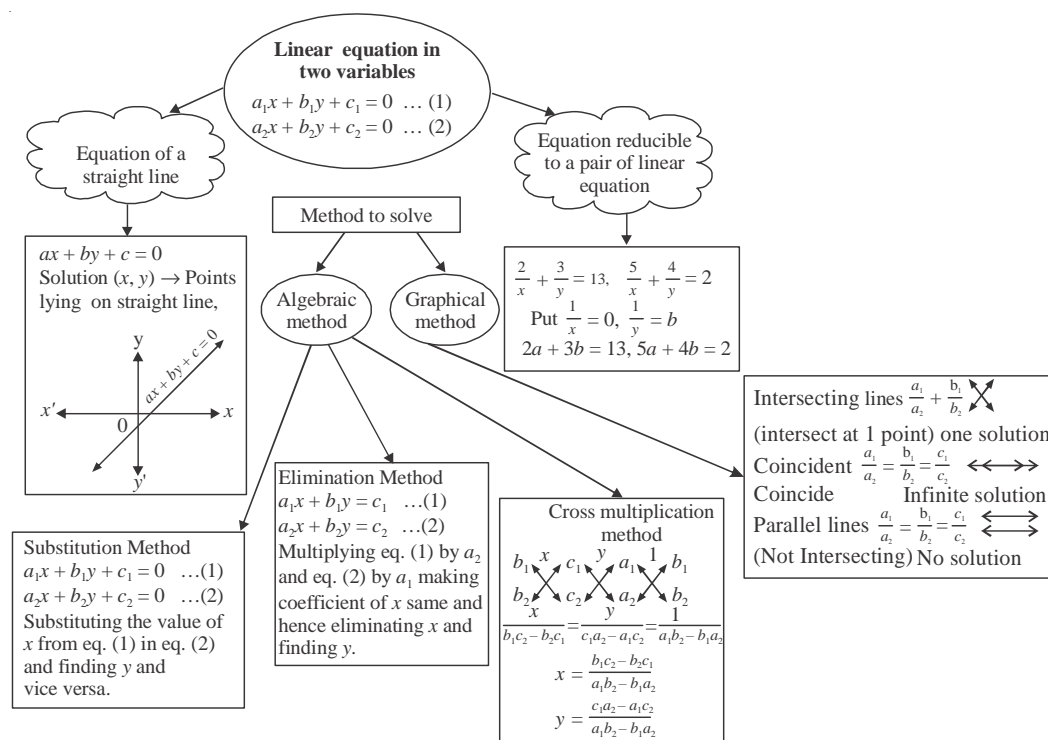 Linear equation in
two variables
a₁x + b₁y + c₁ = 0 … (1)
a₂x + b₂y + c₂ = 0 … (2)
Equation of a
straight line
Equation reducible
to a pair of linear
equation
Method to solve
ax + by + c = 0
Solution (x, y) → Points
lying on straight line,
y
ax + by + c = 0
x′
0
x
y′
Algebraic
method
Graphical
method
2/x + 3/y = 13, 5/x + 4/y = 2
Put 1/x = 0, 1/y = b
2a + 3b = 13, 5a + 4b = 2
Intersecting lines a₁/a₂ + b₁/b₂
(intersect at 1 point) one solution
Coincident a₁/a₂ = b₁/b₂ = c₁/c₂
Coincide Infinite solution
Parallel lines a₁/a₂ = b₁/b₂ = c₁/c₂
(Not Intersecting) No solution
Elimination Method
a₁x + b₁y = c₁ …(1)
a₂x + b₂y = c₂ …(2)
Multiplying eq. (1) by a₂
and eq. (2) by a₁ making
coefficient of x same and
hence eliminating x and
finding y.
Substitution Method
a₁x + b₁y + c₁ = 0 …(1)
a₂x + b₂y + c₂ = 0 …(2)
Substituting the value of
x from eq. (1) in eq. (2)
and finding y and
vice versa.
Cross multiplication
method
b₁ x c₁ y a₁ 1 b₁
b₂ c₂ a₂ b₂
x/(b₁c₂ – b₂c₁) = y/(c₁a₂ – a₁c₂) = 1/(a₁b₂ – b₁a₂)
x = (b₁c₂ – b₂c₁)/(a₁b₂ – b₁a₂)
y = (c₁a₂ – a₁c₂)/(a₁b₂ – b₁a₂)